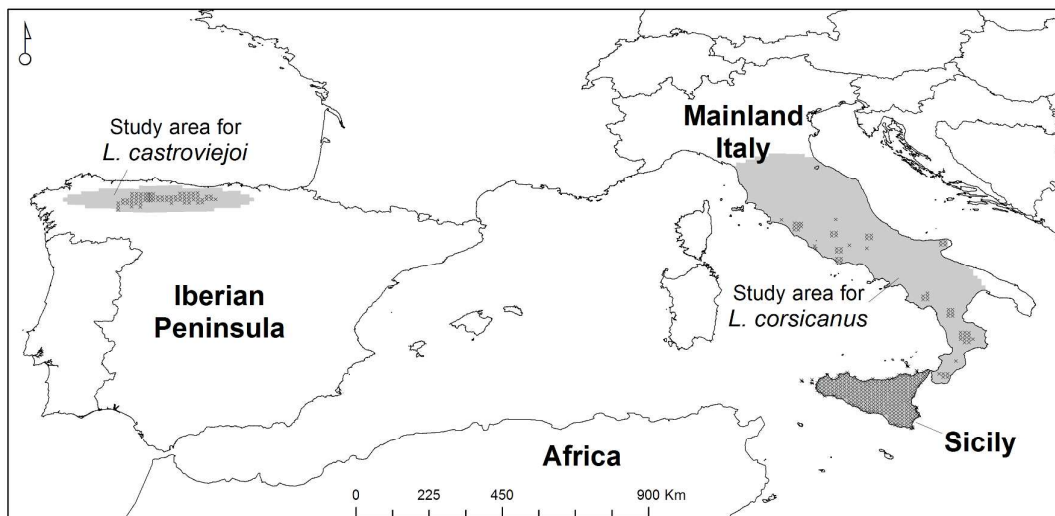 Study area for
L. castroviejoi
Mainland
Italy
Iberian
Peninsula
Study area for
L. corsicanus
Africa
Sicily
0 225 450 900 Km